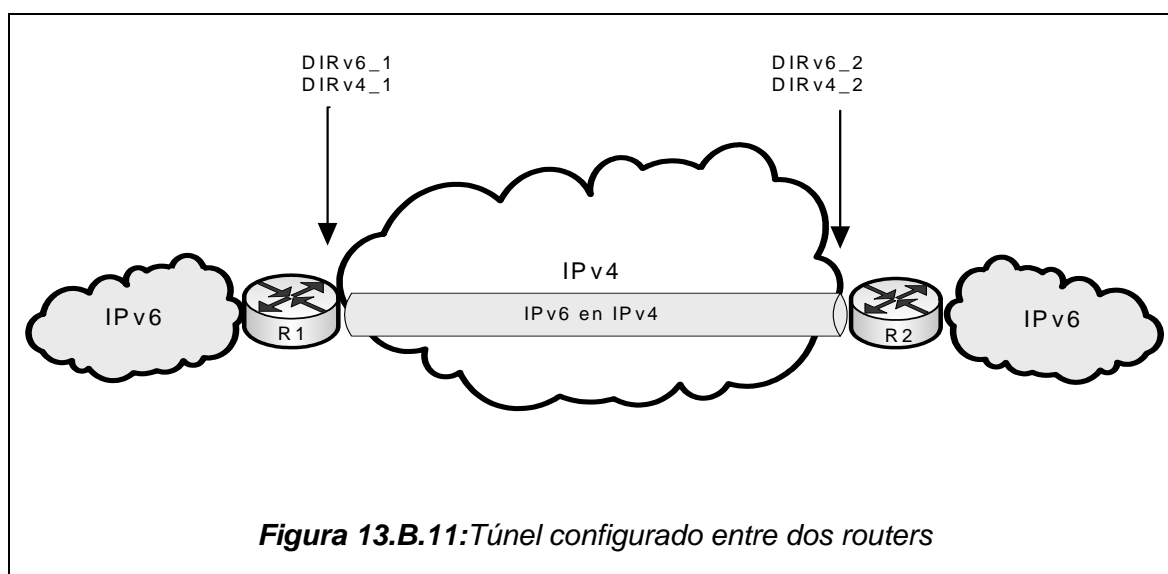 DIRv6_1
DIRv4_1
DIRv6_2
DIRv4_2
IPv4
IPv6
R1
IPv6 en IPv4
R2
IPv6
Figura 13.B.11:Túnel configurado entre dos routers